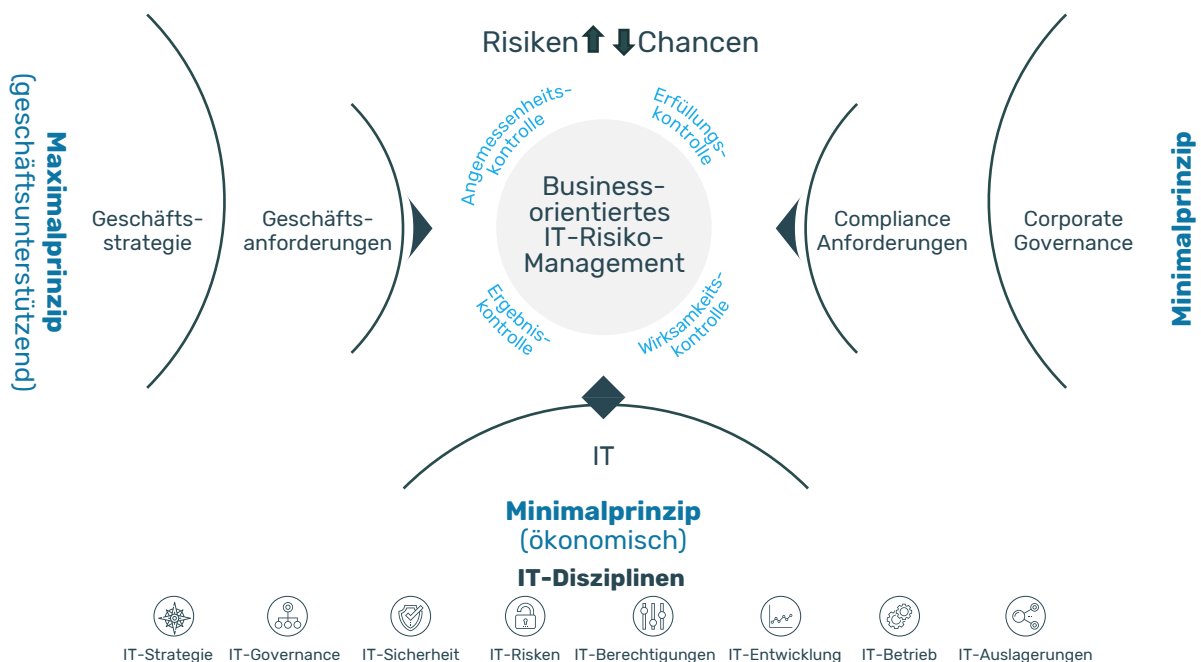 Risiken Chancen
Maximalprinzip
(geschäftsunterstützend)
Geschäfts-
strategie
Geschäfts-
anforderungen
Angemessenheits-
kontrolle
Erfüllungs-
kontrolle
Business-
orientiertes
IT-Risiko-
Management
Ergebnis-
kontrolle
Wirksamkeits-
kontrolle
Compliance
Anforderungen
Corporate
Governance
Minimalprinzip
IT
Minimalprinzip
(ökonomisch)
IT-Disziplinen
IT-Strategie IT-Governance IT-Sicherheit IT-Risken IT-Berechtigungen IT-Entwicklung IT-Betrieb IT-Auslagerungen